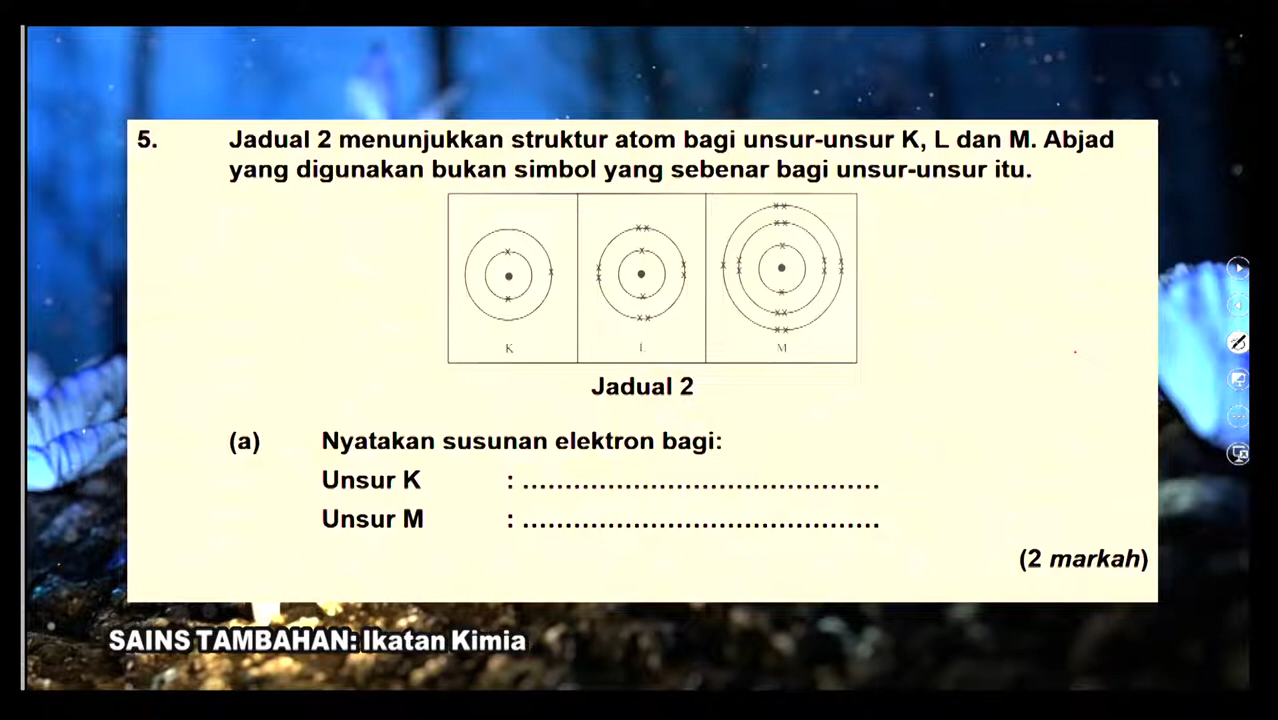 5. Jadual 2 menunjukkan struktur atom bagi unsur-unsur K, L dan M. Abjad
yang digunakan bukan simbol yang sebenar bagi unsur-unsur itu.
K L M
Jadual 2
(a) Nyatakan susunan elektron bagi:
Unsur K : ..........................................
Unsur M : ..........................................
(2 markah)
SAINS TAMBAHAN: Ikatan Kimia